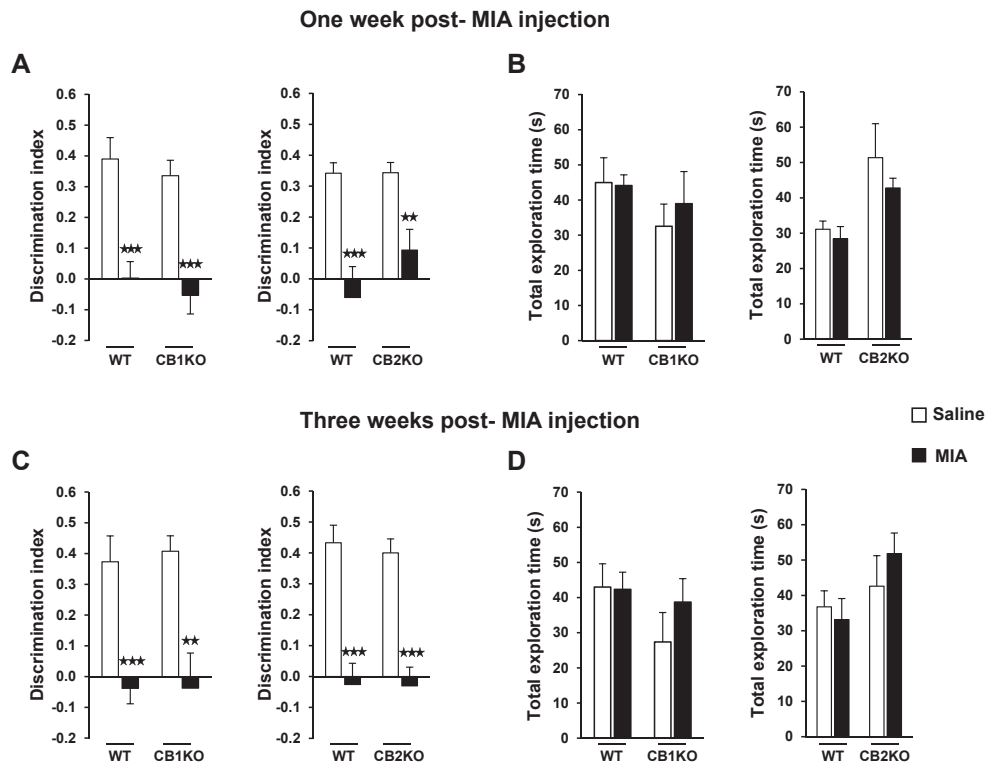 One week post- MIA injection
A
B
Discrimination index
0.6
0.5
0.4
0.3
0.2
0.1
0.0
-0.1
-0.2
★★★
★★★
WT
CB1KO
Discrimination index
0.6
0.5
0.4
0.3
0.2
0.1
0.0
-0.1
-0.2
★★★
★★
WT
CB2KO
Total exploration time (s)
70
60
50
40
30
20
10
0
WT
CB1KO
Total exploration time (s)
70
60
50
40
30
20
10
0
WT
CB2KO
Three weeks post- MIA injection
Saline
MIA
C
D
Discrimination index
0.6
0.5
0.4
0.3
0.2
0.1
0.0
-0.1
-0.2
★★★
★★
WT
CB1KO
Discrimination index
0.6
0.5
0.4
0.3
0.2
0.1
0.0
-0.1
-0.2
★★★
★★★
WT
CB2KO
Total exploration time (s)
70
60
50
40
30
20
10
0
WT
CB1KO
Total exploration time (s)
70
60
50
40
30
20
10
0
WT
CB2KO